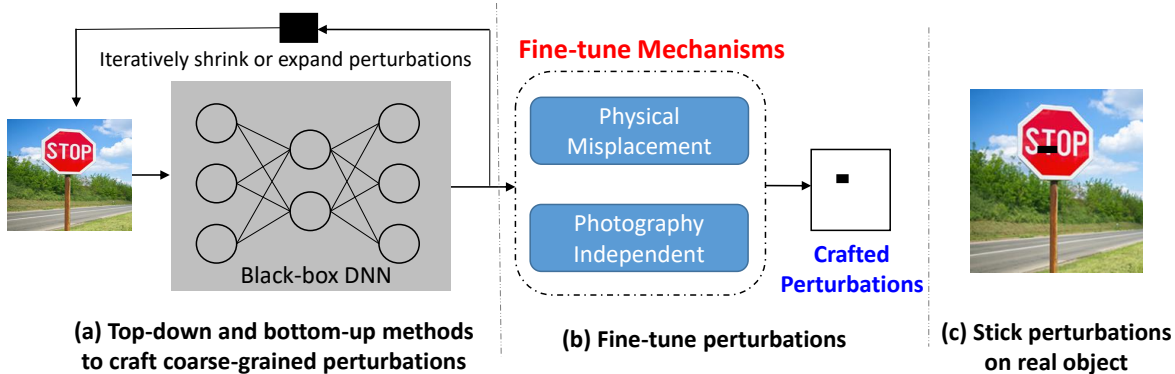 Iteratively shrink or expand perturbations
STOP
Black-box DNN
(a) Top-down and bottom-up methods
to craft coarse-grained perturbations
Fine-tune Mechanisms
Physical
Misplacement
Photography
Independent
Crafted
Perturbations
(b) Fine-tune perturbations
STOP
(c) Stick perturbations
on real object